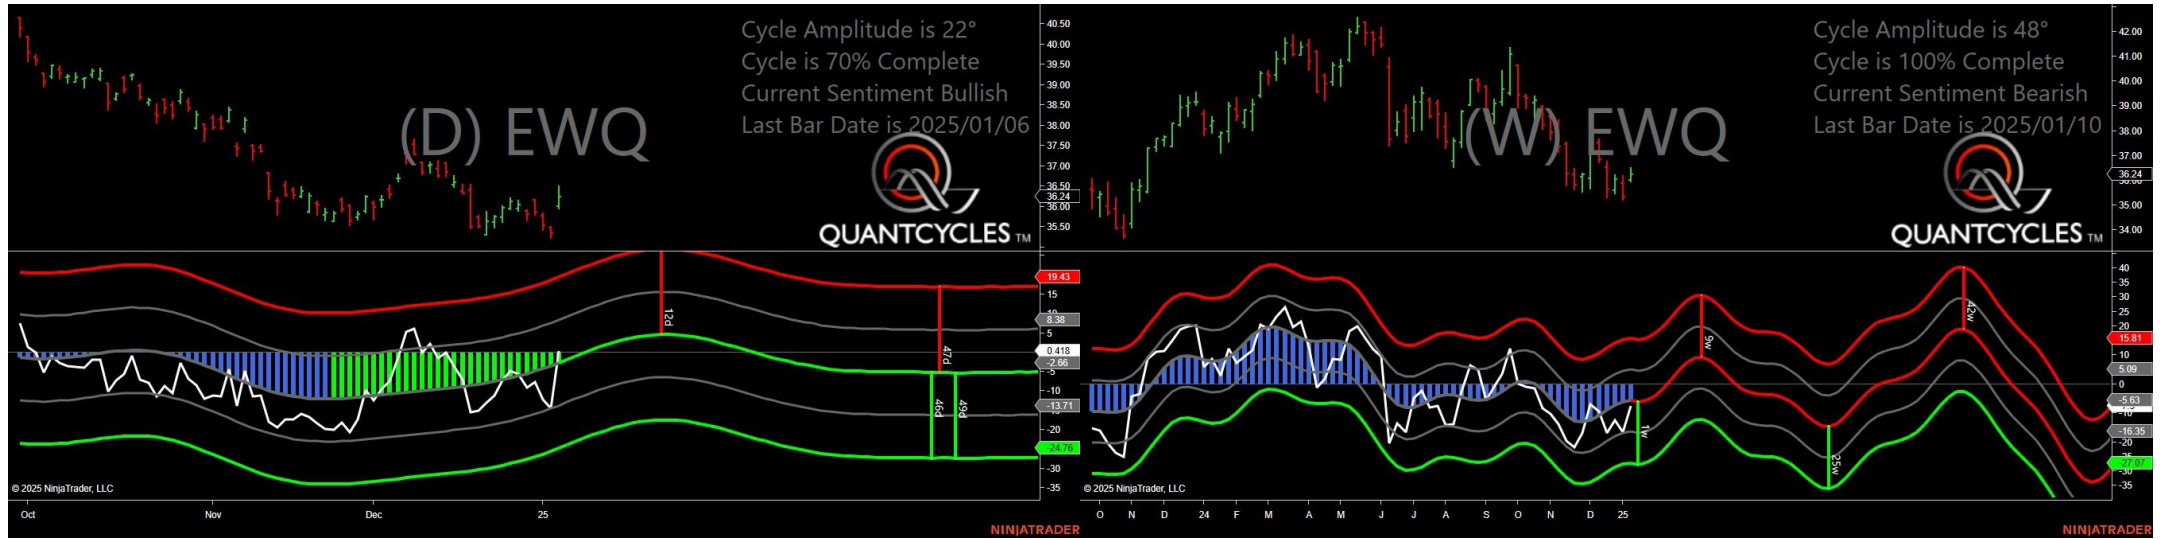 Cycle Amplitude is 22°
Cycle is 70% Complete
Current Sentiment Bullish
Last Bar Date is 2025/01/06
(D) EWQ
QUANTCYCLES TM
40.50
40.00
39.50
39.00
38.50
38.00
37.50
37.00
36.50
36.24
36.00
35.50
19.43
15
8.38
5
0.418
-2.66
-10
-13.71
-20
-24.76
-30
-35
12d
47d
46d
49d
© 2025 NinjaTrader, LLC
Oct
Nov
Dec
25
NINJATRADER
Cycle Amplitude is 48°
Cycle is 100% Complete
Current Sentiment Bearish
Last Bar Date is 2025/01/10
(W) EWQ
QUANTCYCLES TM
42.00
41.00
40.00
39.00
38.00
37.00
36.24
35.00
34.00
40
35
30
25
20
15.81
10
5.09
0
-5.63
-16.35
-20
-27.07
-35
9w
42w
1w
25w
© 2025 NinjaTrader, LLC
O N D 24 F M A M J J A S O N D 25
NINJATRADER